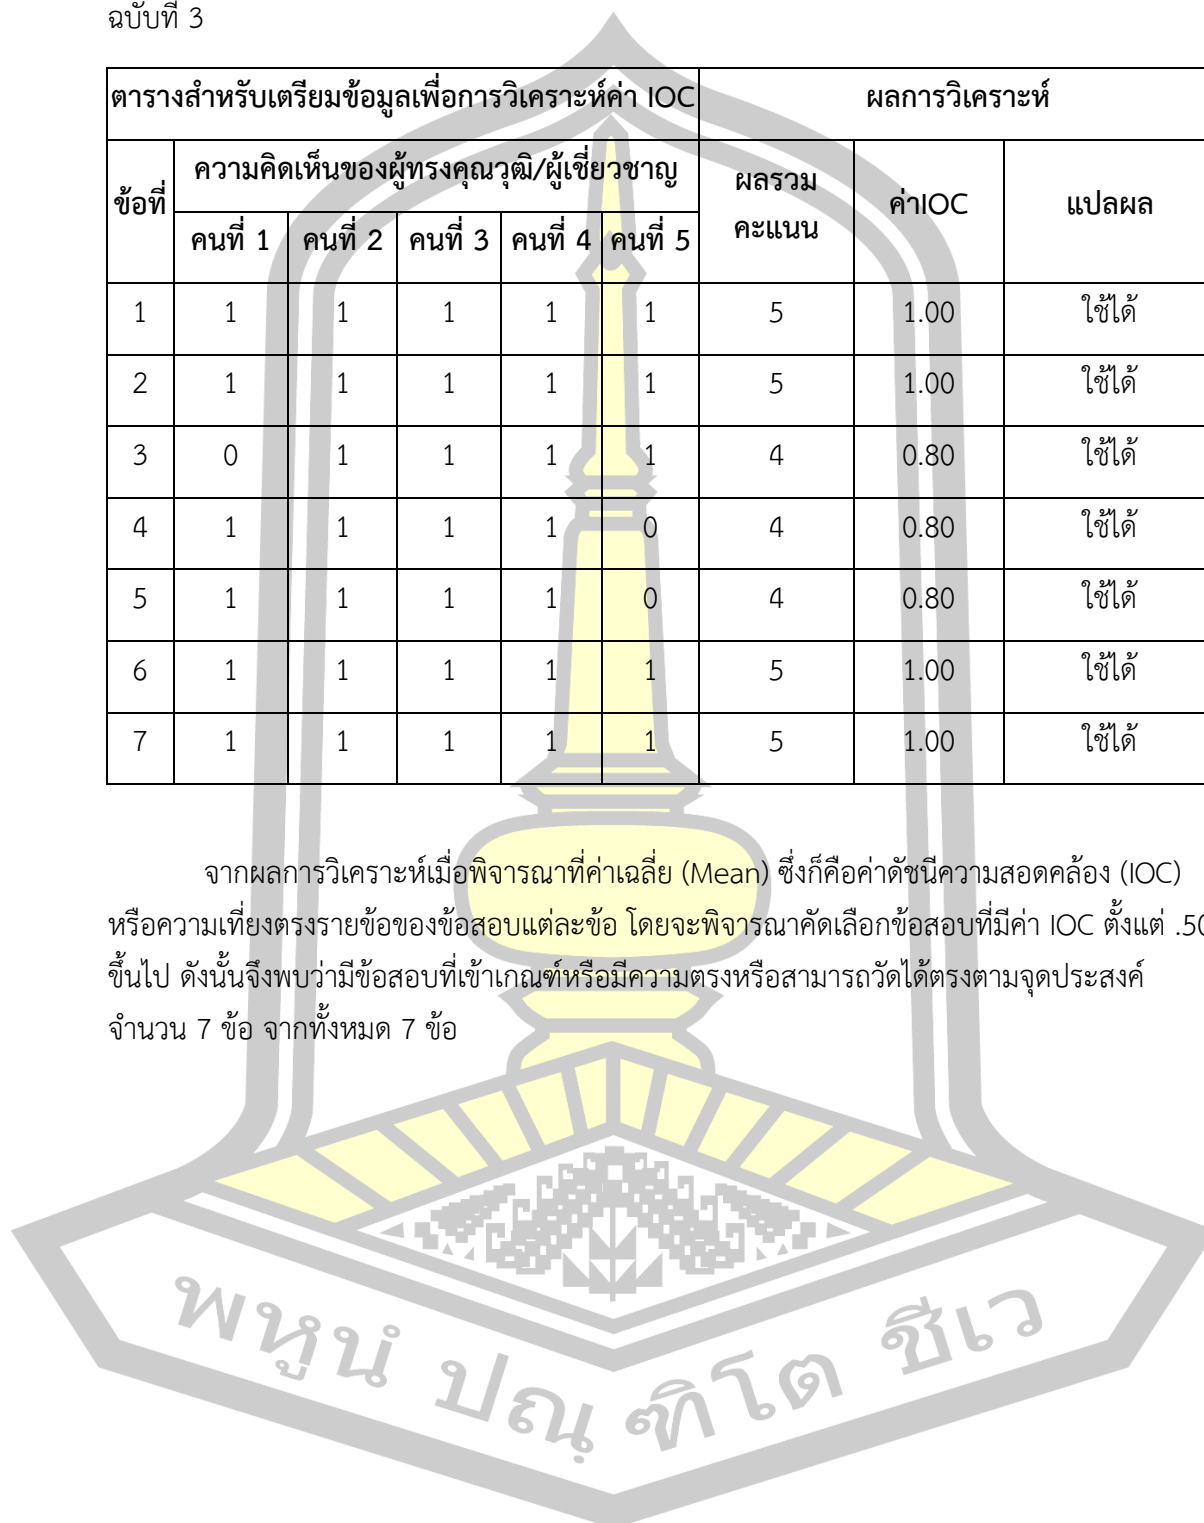 ฉบับที่ 3
ตารางสำหรับเตรียมข้อมูลเพื่อการวิเคราะห์ค่า IOC ผลการวิเคราะห์
ข้อที่ ความคิดเห็นของผู้ทรงคุณวุฒิ/ผู้เชี่ยวชาญ ผลรวมคะแนน ค่าIOC แปลผล
คนที่ 1 คนที่ 2 คนที่ 3 คนที่ 4 คนที่ 5
1 1 1 1 1 1 5 1.00 ใช้ได้
2 1 1 1 1 1 5 1.00 ใช้ได้
3 0 1 1 1 1 4 0.80 ใช้ได้
4 1 1 1 1 0 4 0.80 ใช้ได้
5 1 1 1 1 0 4 0.80 ใช้ได้
6 1 1 1 1 1 5 1.00 ใช้ได้
7 1 1 1 1 1 5 1.00 ใช้ได้
จากผลการวิเคราะห์เมื่อพิจารณาที่ค่าเฉลี่ย (Mean) ซึ่งก็คือค่าดัชนีความสอดคล้อง (IOC)
หรือความเที่ยงตรงรายข้อของข้อสอบแต่ละข้อ โดยจะพิจารณาคัดเลือกข้อสอบที่มีค่า IOC ตั้งแต่ .50
ขึ้นไป ดังนั้นจึงพบว่ามีข้อสอบที่เข้าเกณฑ์หรือมีความตรงหรือสามารถวัดได้ตรงตามจุดประสงค์
จำนวน 7 ข้อ จากทั้งหมด 7 ข้อ
พหูนํ ปณฺฑิโต ชีเว